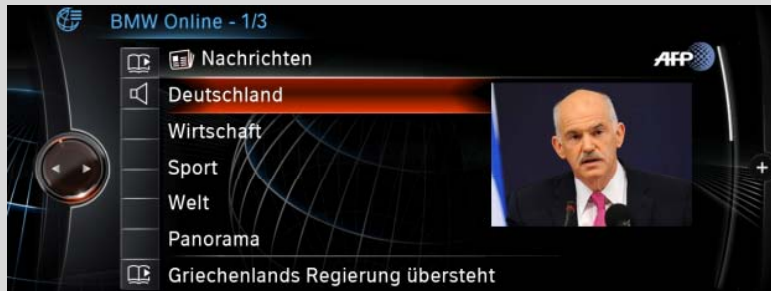 BMW Online - 1/3
Nachrichten
AFP
Deutschland
Wirtschaft
Sport
Welt
Panorama
Griechenlands Regierung übersteht